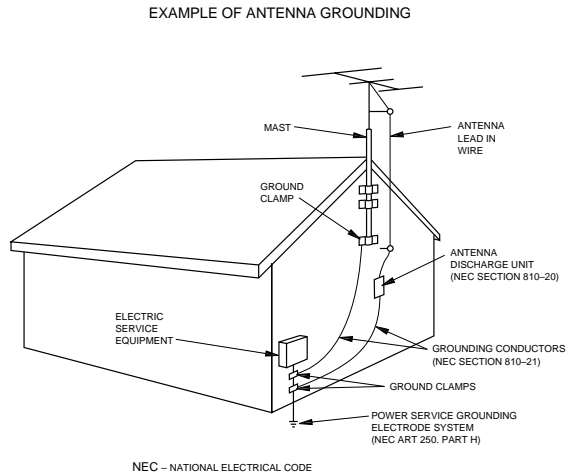 EXAMPLE OF ANTENNA GROUNDING
MAST
ANTENNA
LEAD IN
WIRE
GROUND
CLAMP
ANTENNA
DISCHARGE UNIT
(NEC SECTION 810–20)
ELECTRIC
SERVICE
EQUIPMENT
GROUNDING CONDUCTORS
(NEC SECTION 810–21)
GROUND CLAMPS
POWER SERVICE GROUNDING
ELECTRODE SYSTEM
(NEC ART 250. PART H)
NEC – NATIONAL ELECTRICAL CODE